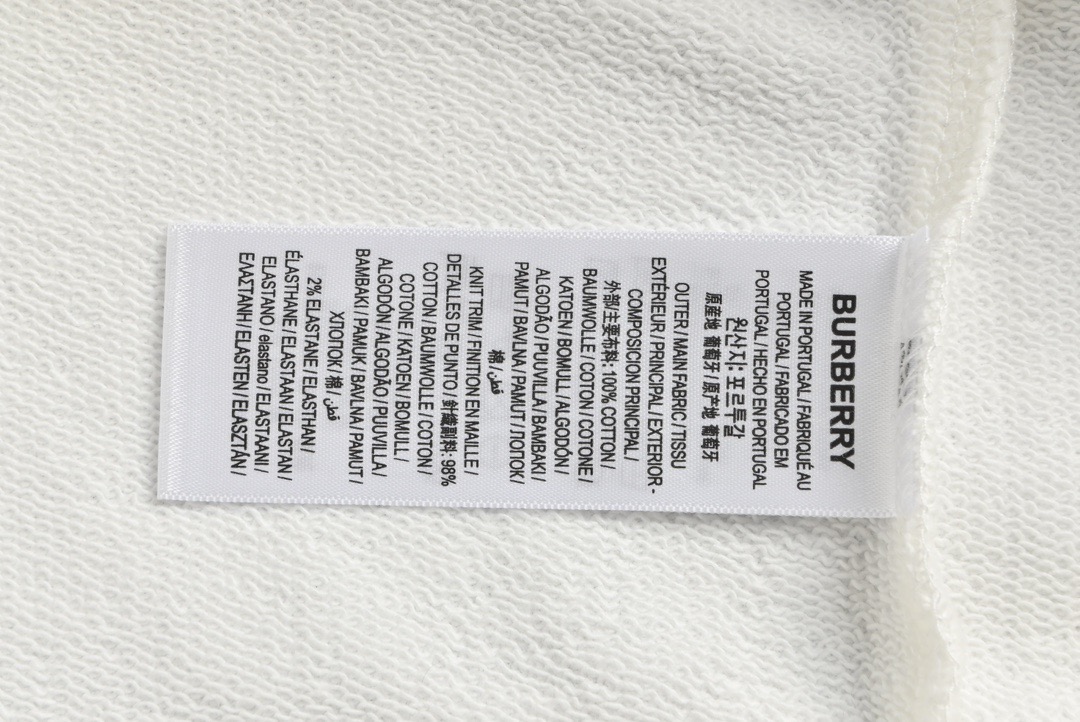 BURBERRY
MADE IN PORTUGAL / FABRIQUÉ AU
PORTUGAL / FABRICADO EM
PORTUGAL / HECHO EN PORTUGAL
원산지: 포르투갈
原産地 葡萄牙 / 原产地 葡萄牙
OUTER / MAIN FABRIC / TISSU
EXTÉRIEUR / PRINCIPAL / EXTERIOR -
COMPOSICION PRINCIPAL /
外部/主要布料: 100% COTTON /
BAUMWOLLE / COTON / COTONE /
KATOEN / BOMULL / ALGODÓN /
ALGODÃO / PUUVILLA / BAMBAKI /
PAMUT / BAVLNA / PAMUT / ΠΟΠΟΚ /
棉 / قطن
KNIT TRIM / FINITION EN MAILLE /
DETALLES DE PUNTO / 針織副料: 98%
COTTON / BAUMWOLLE / COTON /
COTONE / KATOEN / BOMULL /
ALGODÓN / ALGODÃO / PUUVILLA /
BAMBAKI / PAMUK / BAVLNA / PAMUT /
ΧΠΟΠΟΚ / 棉 / قطن
2% ELASTANE / ELASTHAN /
ÉLASTHANE / ELASTAAN / ELASTAN /
ELASTANO / elastano / ELASTAANI /
ΕΛΑΣΤΑΝΗ / ELASTEN / ELASZTÁN /